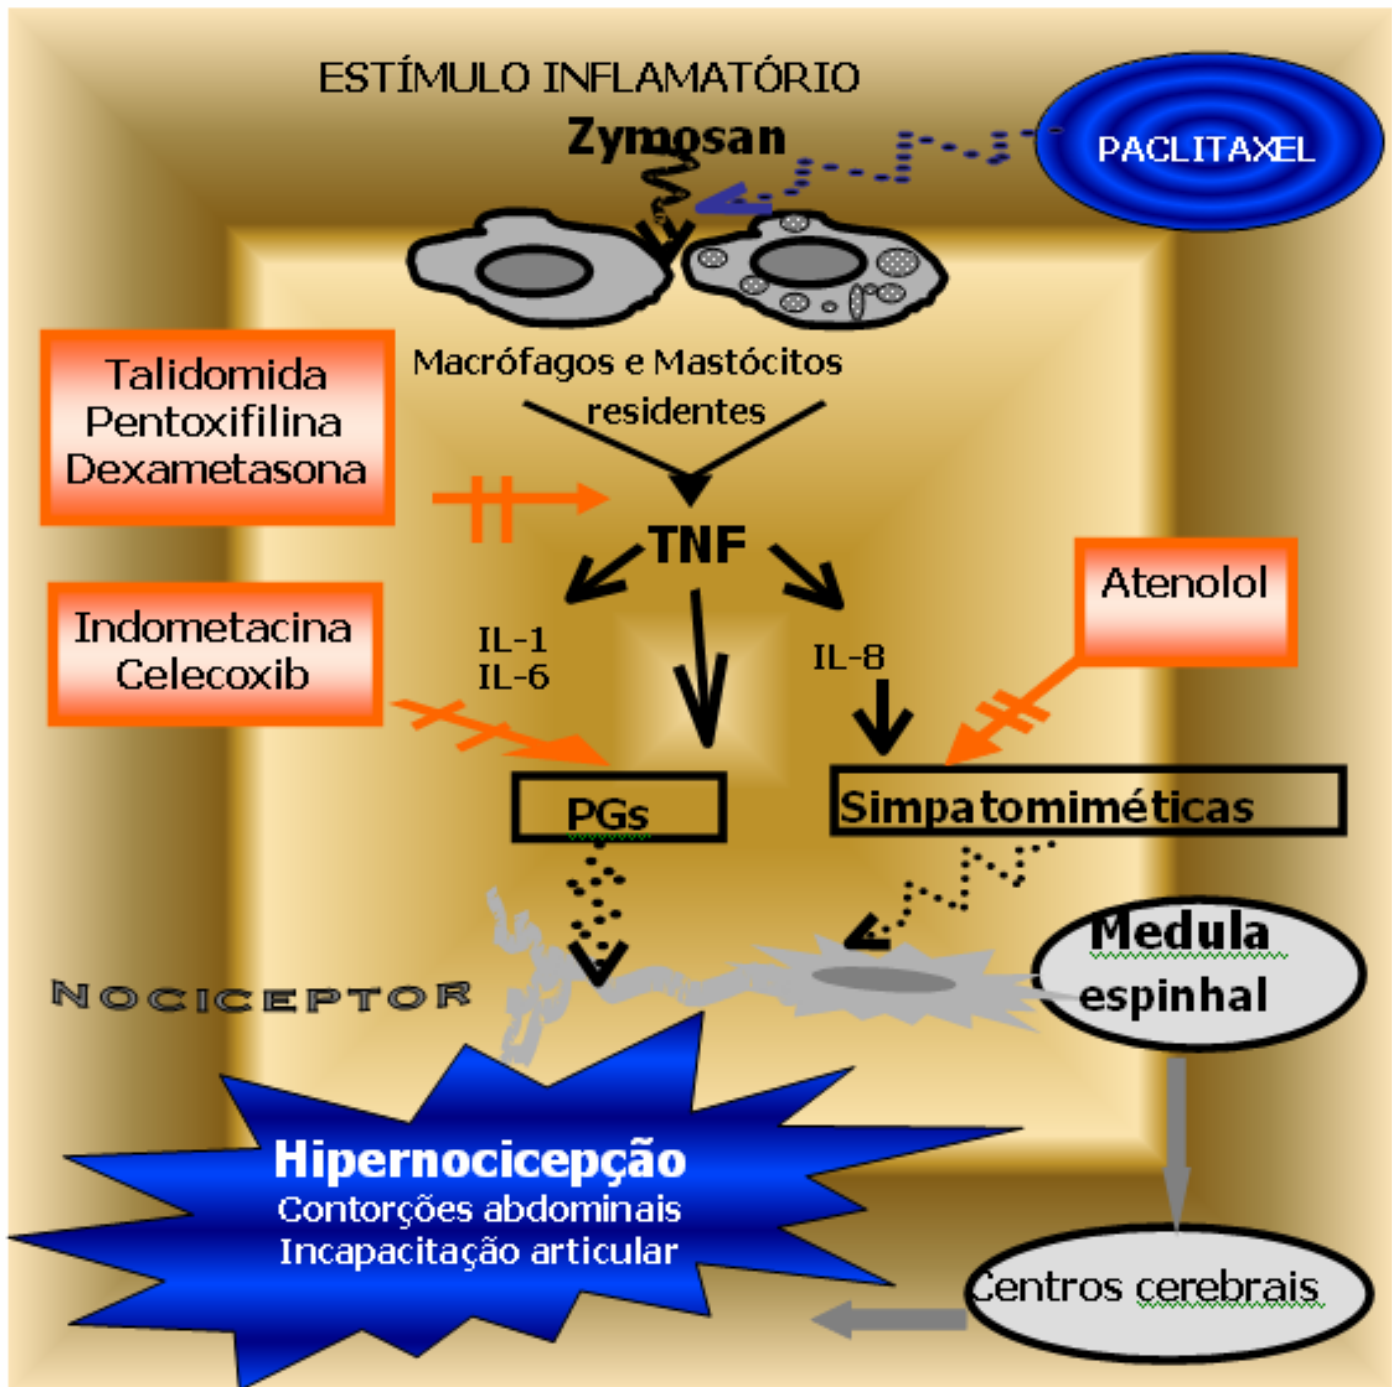 ESTÍMULO INFLAMATÓRIO
Zymosan
PACLITAXEL
Macrófagos e Mastócitos
residentes
Talidomida
Pentoxifilina
Dexametasona
TNF
Indometacina
Celecoxib
IL-1
IL-6
IL-8
Atenolol
PGs
Simpatomiméticas
NOCICEPTOR
Medula
espinhal
Hipernocicepção
Contorções abdominais
Incapacitação articular
Centros cerebrais